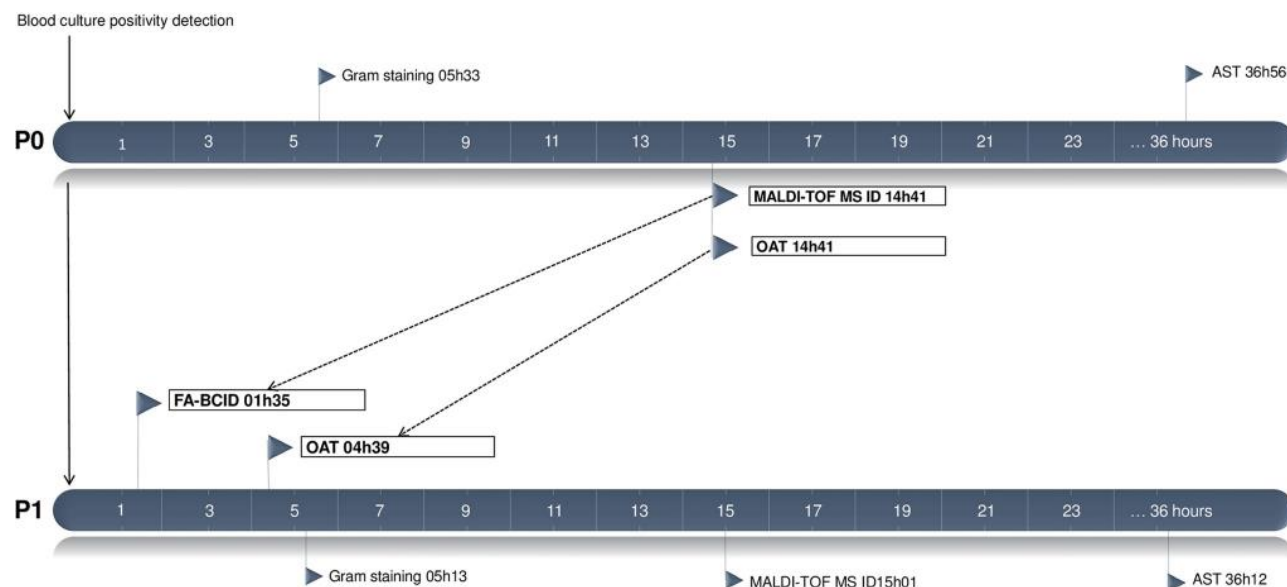 Blood culture positivity detection
Gram staining 05h33
AST 36h56
P0
1 3 5 7 9 11 13 15 17 19 21 23 ... 36 hours
MALDI-TOF MS ID 14h41
OAT 14h41
FA-BCID 01h35
OAT 04h39
P1
1 3 5 7 9 11 13 15 17 19 21 23 ... 36 hours
Gram staining 05h13
MALDI-TOF MS ID15h01
AST 36h12